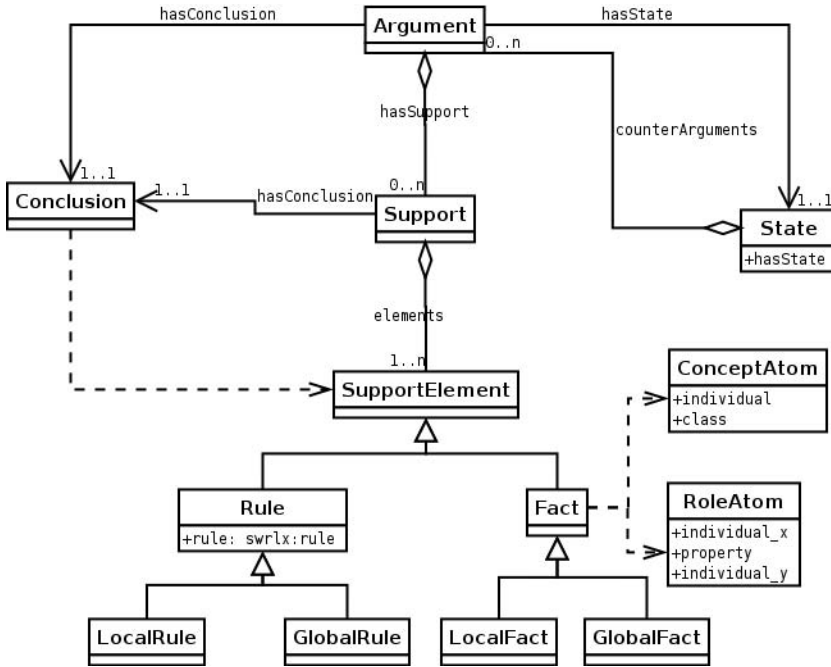 hasConclusion
Argument
hasState
0..n
hasSupport
counterArguments
1..1
Conclusion
1..1
hasConclusion
0..n
Support
1..1
State
+hasState
elements
1..n
SupportElement
ConceptAtom
+individual
+class
Rule
+rule: swrlx:rule
Fact
RoleAtom
+individual_x
+property
+individual_y
LocalRule
GlobalRule
LocalFact
GlobalFact